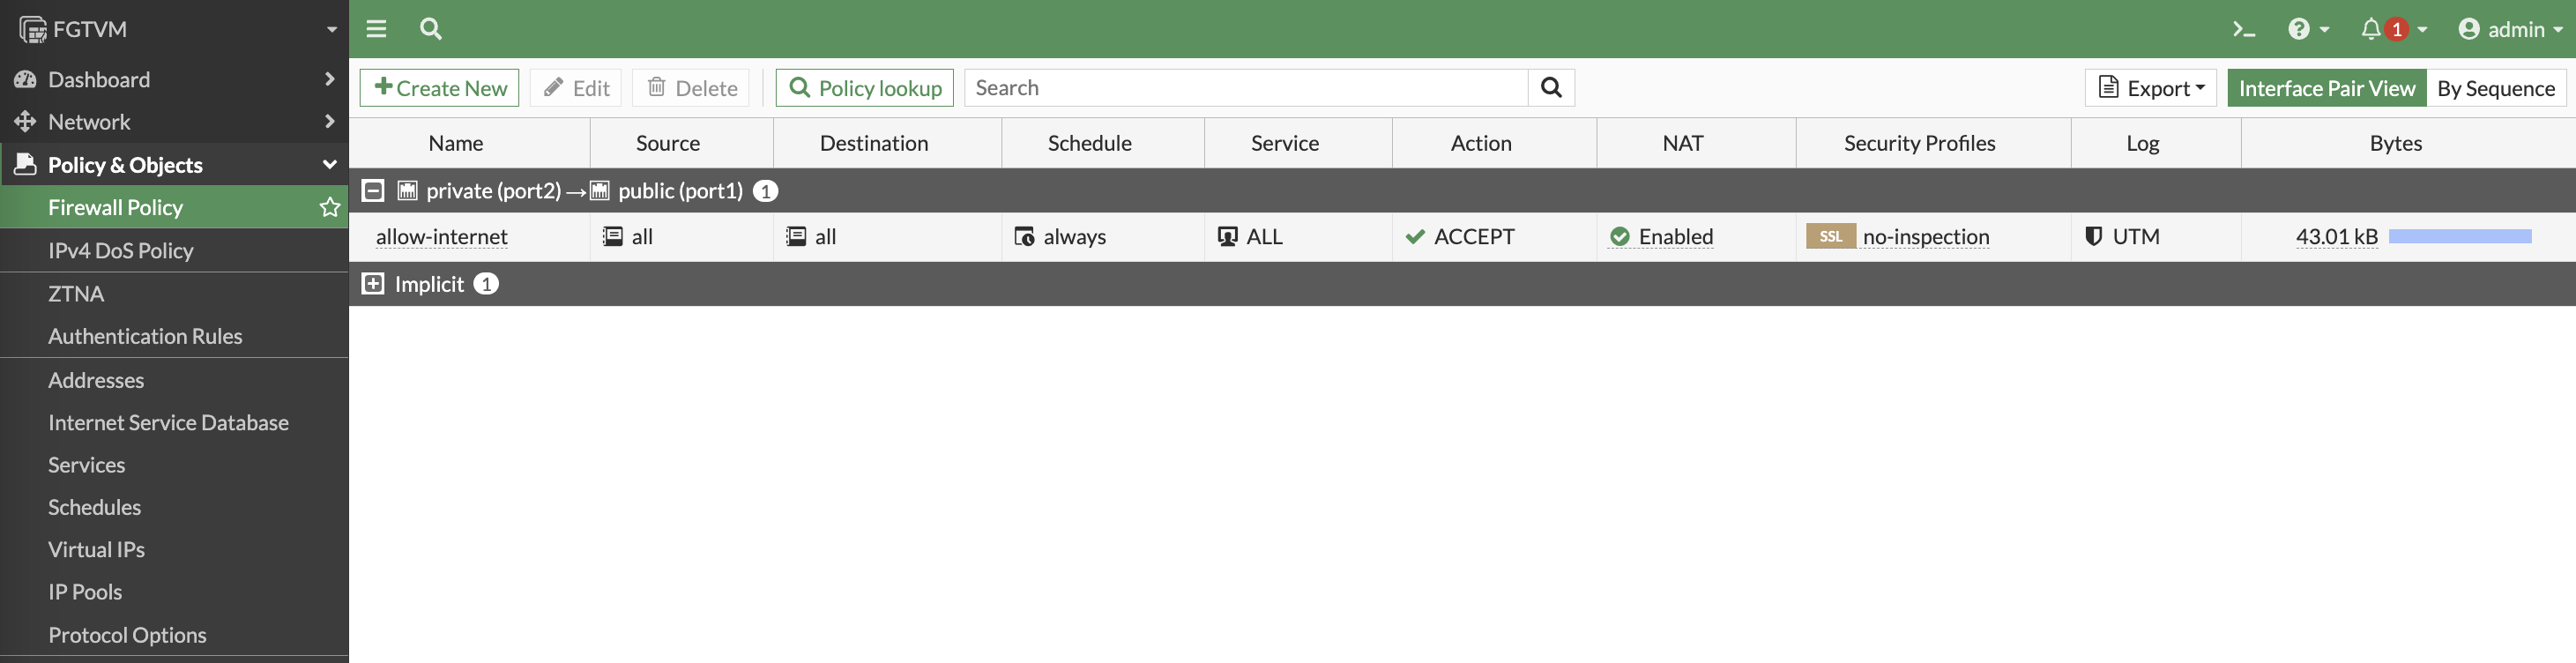 FGTVM
1
admin
Dashboard
Network
Policy & Objects
Firewall Policy
IPv4 DoS Policy
ZTNA
Authentication Rules
Addresses
Internet Service Database
Services
Schedules
Virtual IPs
IP Pools
Protocol Options
Create New Edit Delete Policy lookup Search Export Interface Pair View By Sequence
Name Source Destination Schedule Service Action NAT Security Profiles Log Bytes
private (port2) → public (port1) 1
allow-internet all all always ALL ACCEPT Enabled SSL no-inspection UTM 43.01 kB
Implicit 1